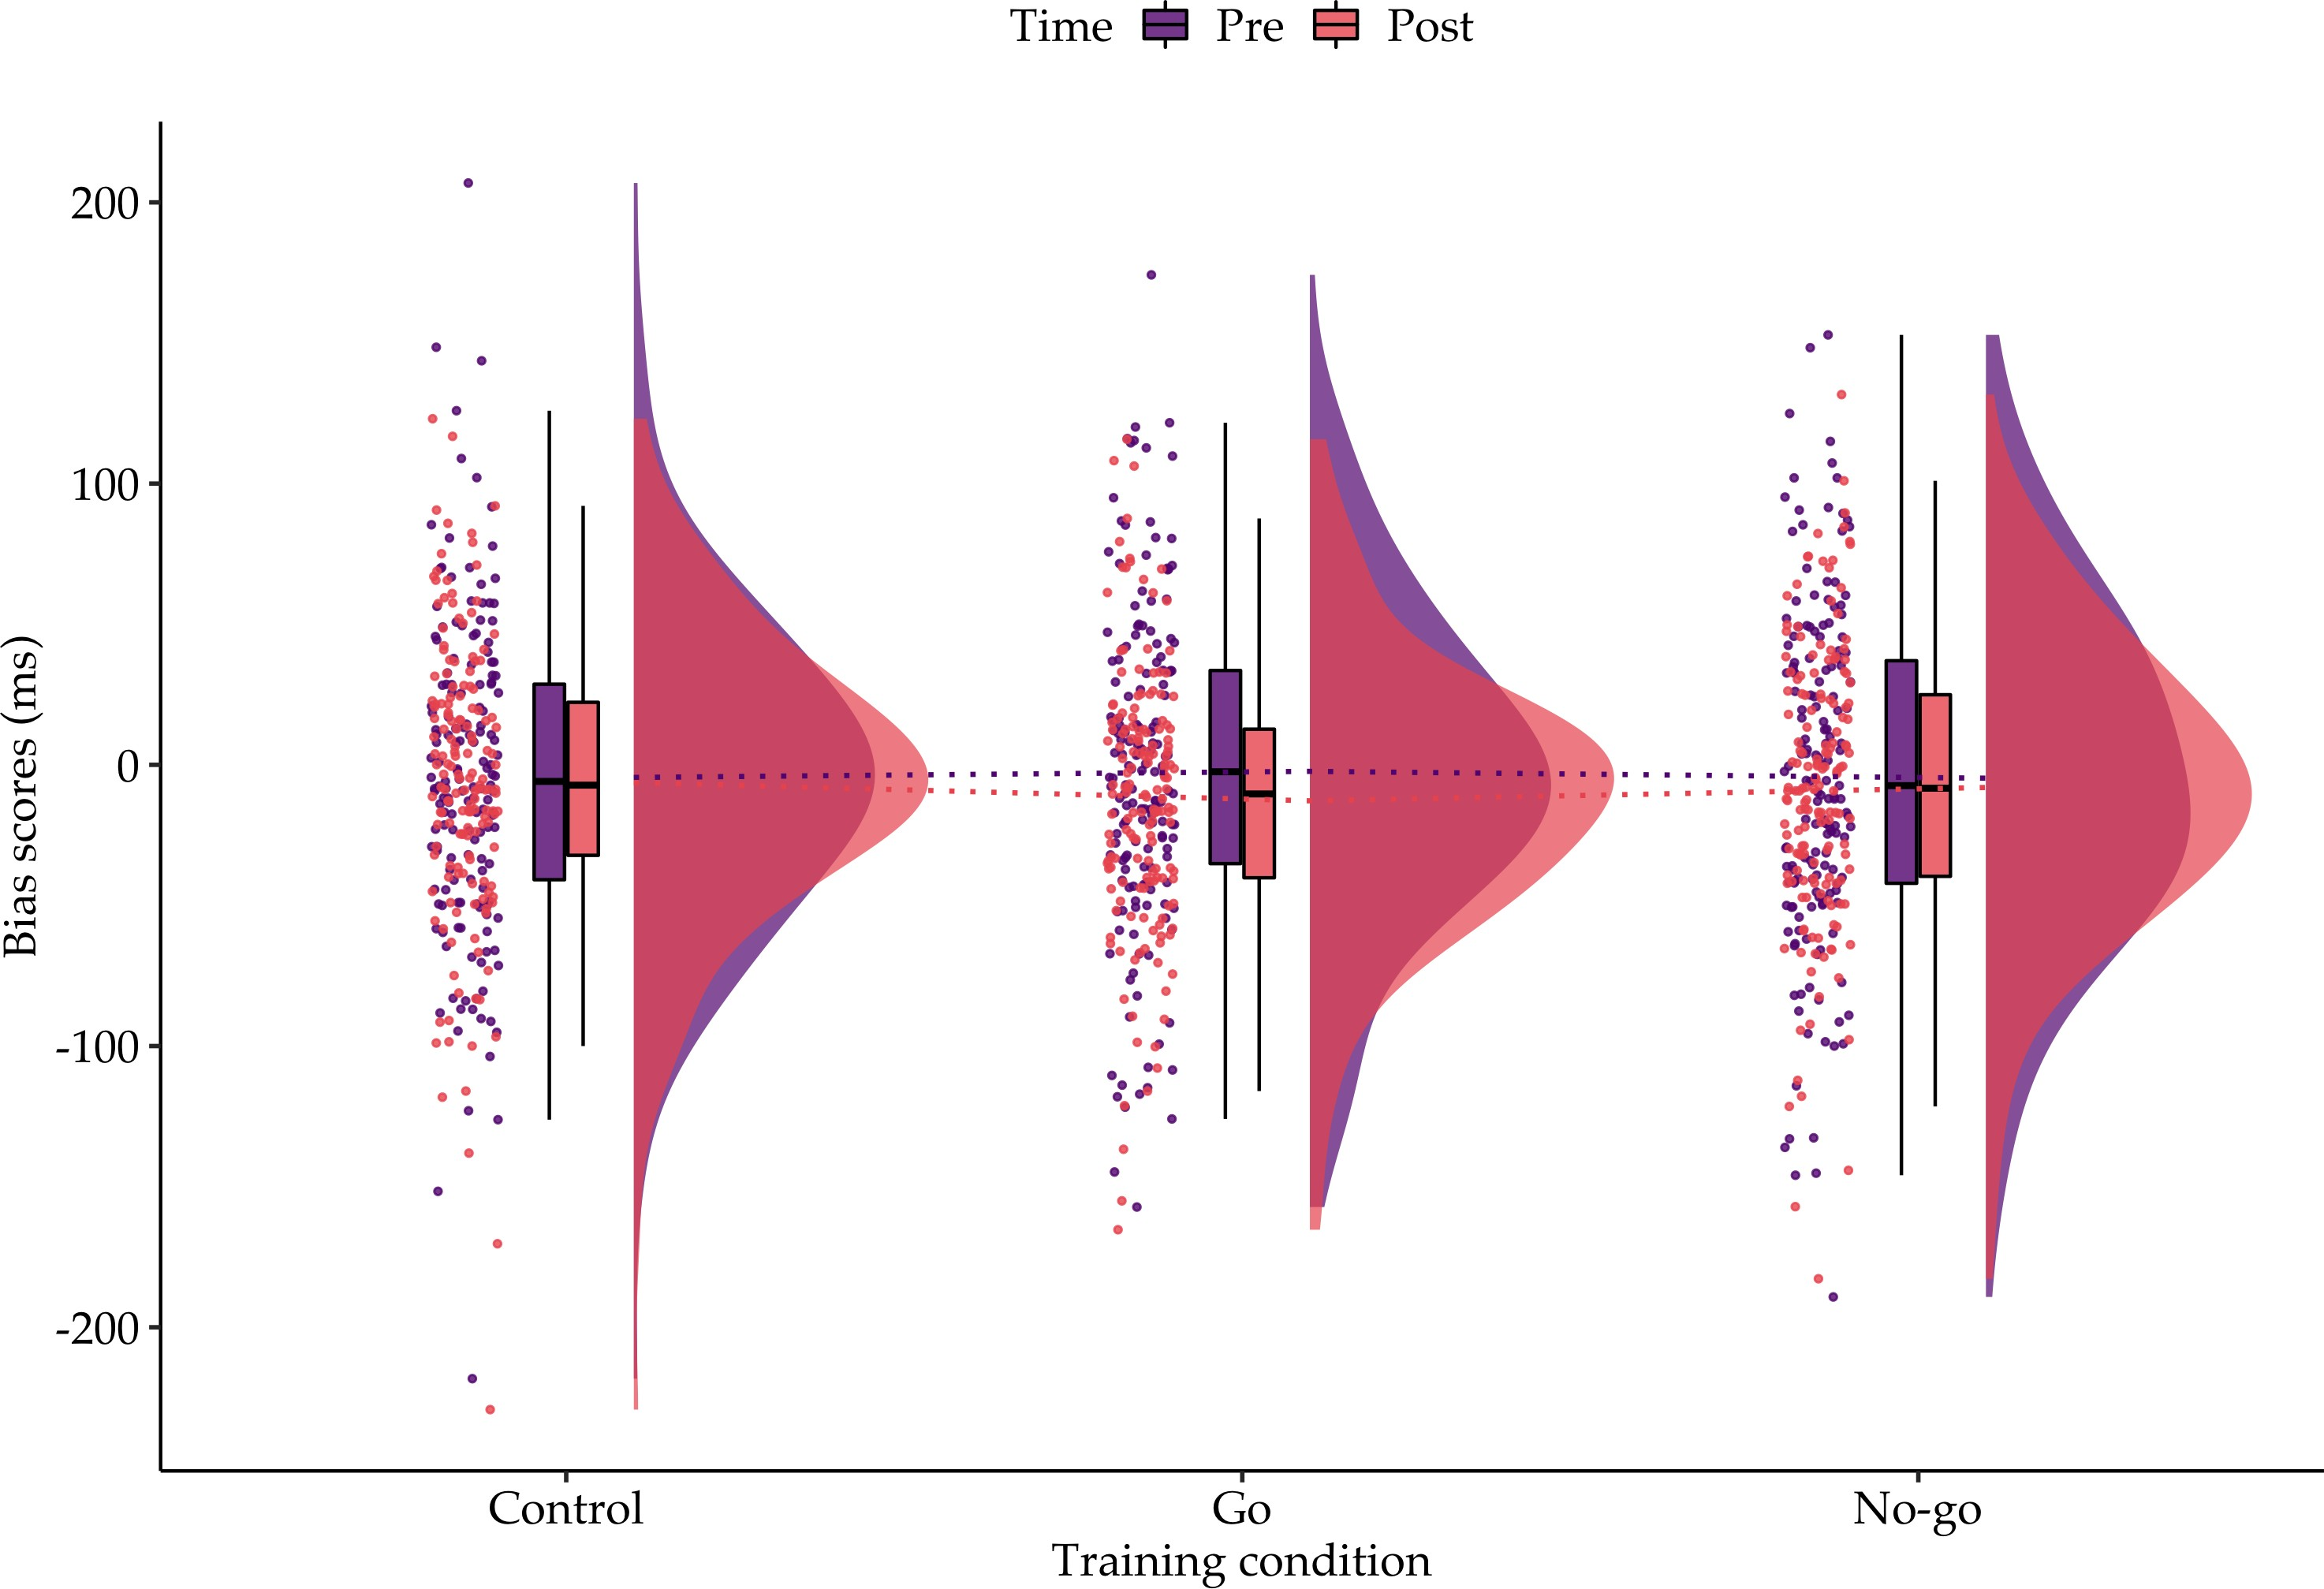 Time Pre Post
200
100
0
-100
-200
Bias scores (ms)
Control Go No-go
Training condition